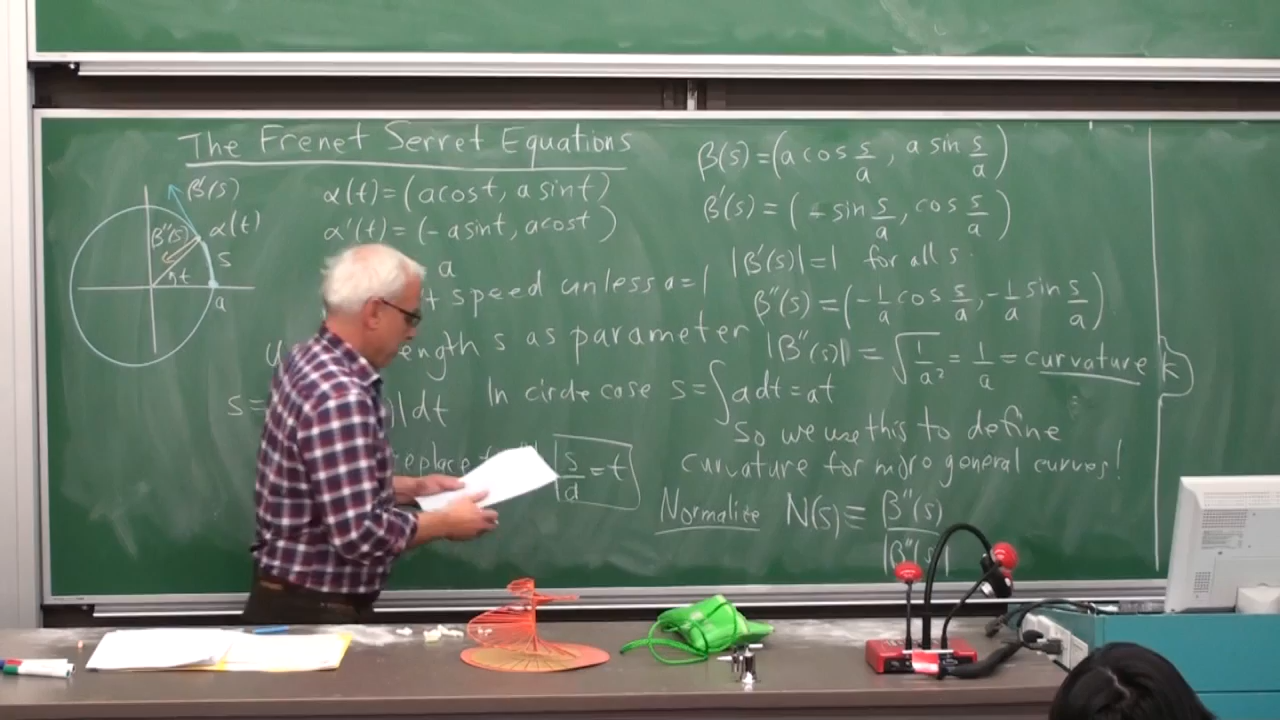 The Frenet Serret Equations
β'(s)
α(t)
β''(s)
s
t
a
α(t) = (a cos t, a sin t)
α'(t) = (- a sin t, a cos t)
a
t speed unless a = 1
ength s as parameter
s = )| dt In circle case s = ∫ a dt = at
replace s/a = t
β(s) = (a cos s/a, a sin s/a)
β'(s) = (- sin s/a, cos s/a)
|β'(s)| = 1 for all s.
β''(s) = (-1/a cos s/a, -1/a sin s/a)
|β''(s)| = √1/a² = 1/a = curvature k
So we use this to define
curvature for more general curves!
Normalize N(s) ≡ β''(s)/|β''(s)|